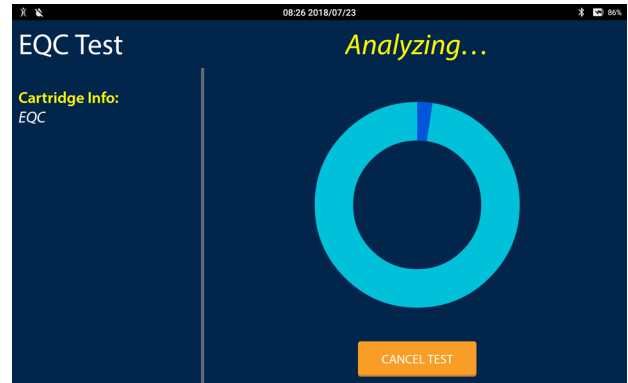 08:26 2018/07/23
86%
EQC Test
Analyzing...
Cartridge Info:
EQC
CANCEL TEST